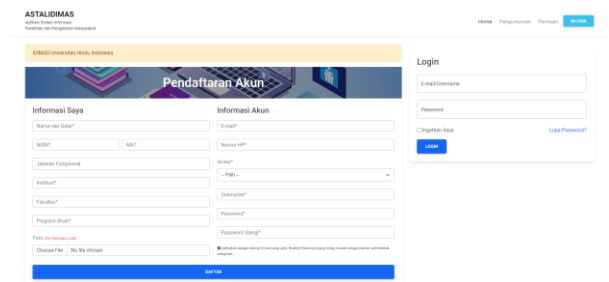 ASTALIDIMAS
Aplikasi Sistem Informasi
Penelitian dan Pengabdian Masyarakat
Home Pengumuman Panduan LOGIN
IDIMAS Universitas Hindu Indonesia
Pendaftaran Akun
Informasi Saya
Nama dan Gelar*
NIDN* NIK*
Jabatan Fungsional
Institusi*
Fakultas*
Program Studi*
Foto
Choose File No file chosen
Informasi Akun
E-mail*
Nomor HP*
Akses*
-- Pilih --
Username*
Password*
Password Ulangi*
DAFTAR
Login
E-mail/Username
Password
Ingatkan Saya Lupa Password?
LOGIN